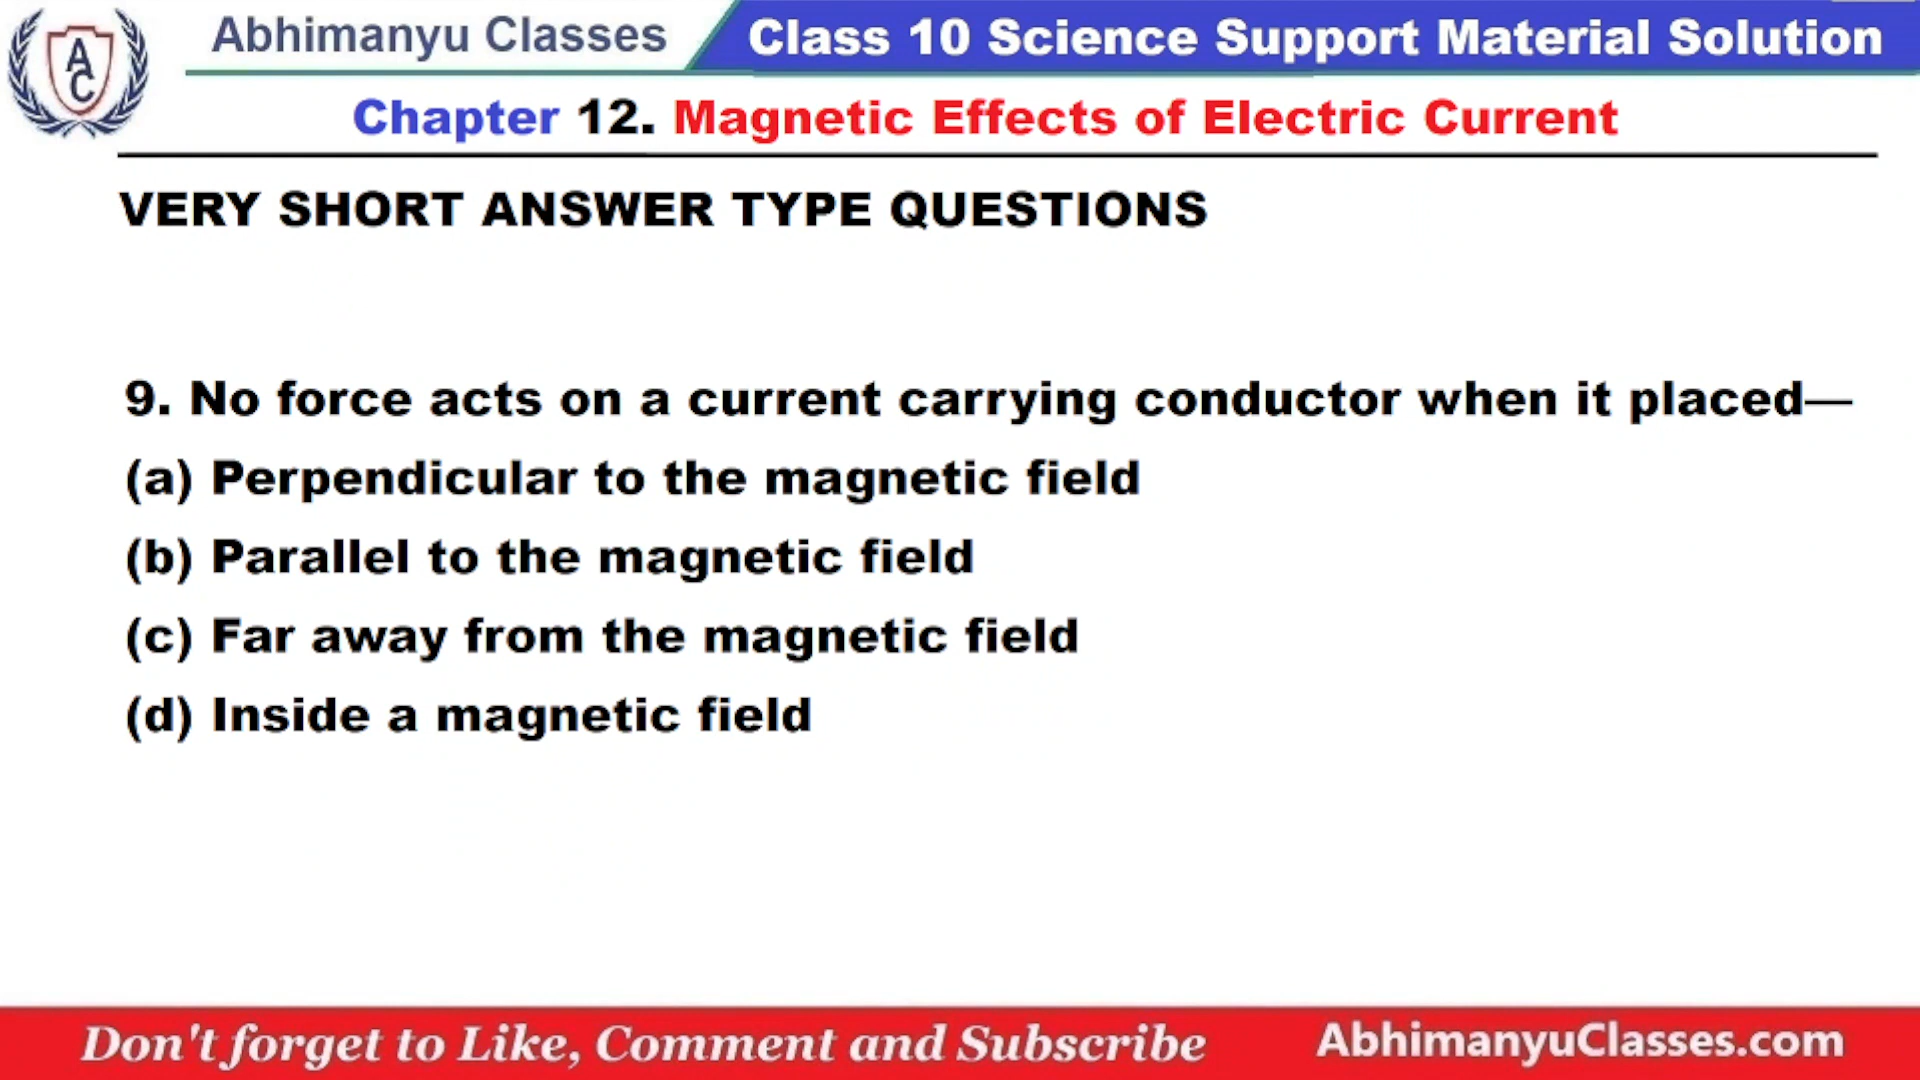 AC
Abhimanyu Classes
Class 10 Science Support Material Solution
Chapter 12. Magnetic Effects of Electric Current
VERY SHORT ANSWER TYPE QUESTIONS
9. No force acts on a current carrying conductor when it placed—
(a) Perpendicular to the magnetic field
(b) Parallel to the magnetic field
(c) Far away from the magnetic field
(d) Inside a magnetic field
Don't forget to Like, Comment and Subscribe
AbhimanyuClasses.com